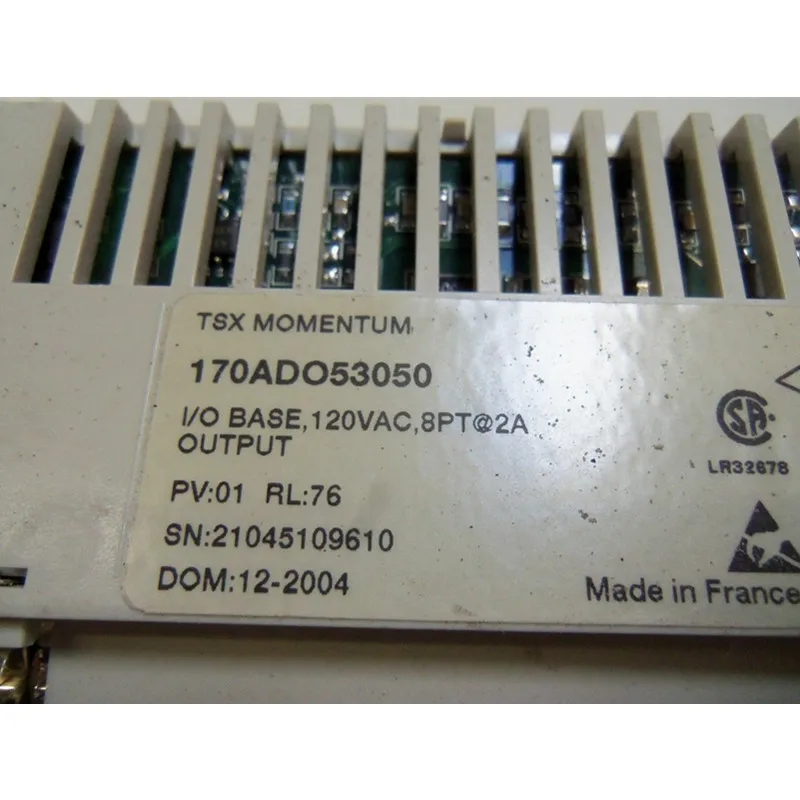 TSX MOMENTUM
170ADO53050
I/O BASE,120VAC,8PT@2A
OUTPUT
PV:01 RL:76
SN:21045109610
DOM:12-2004
SA
LR32678
Made in France